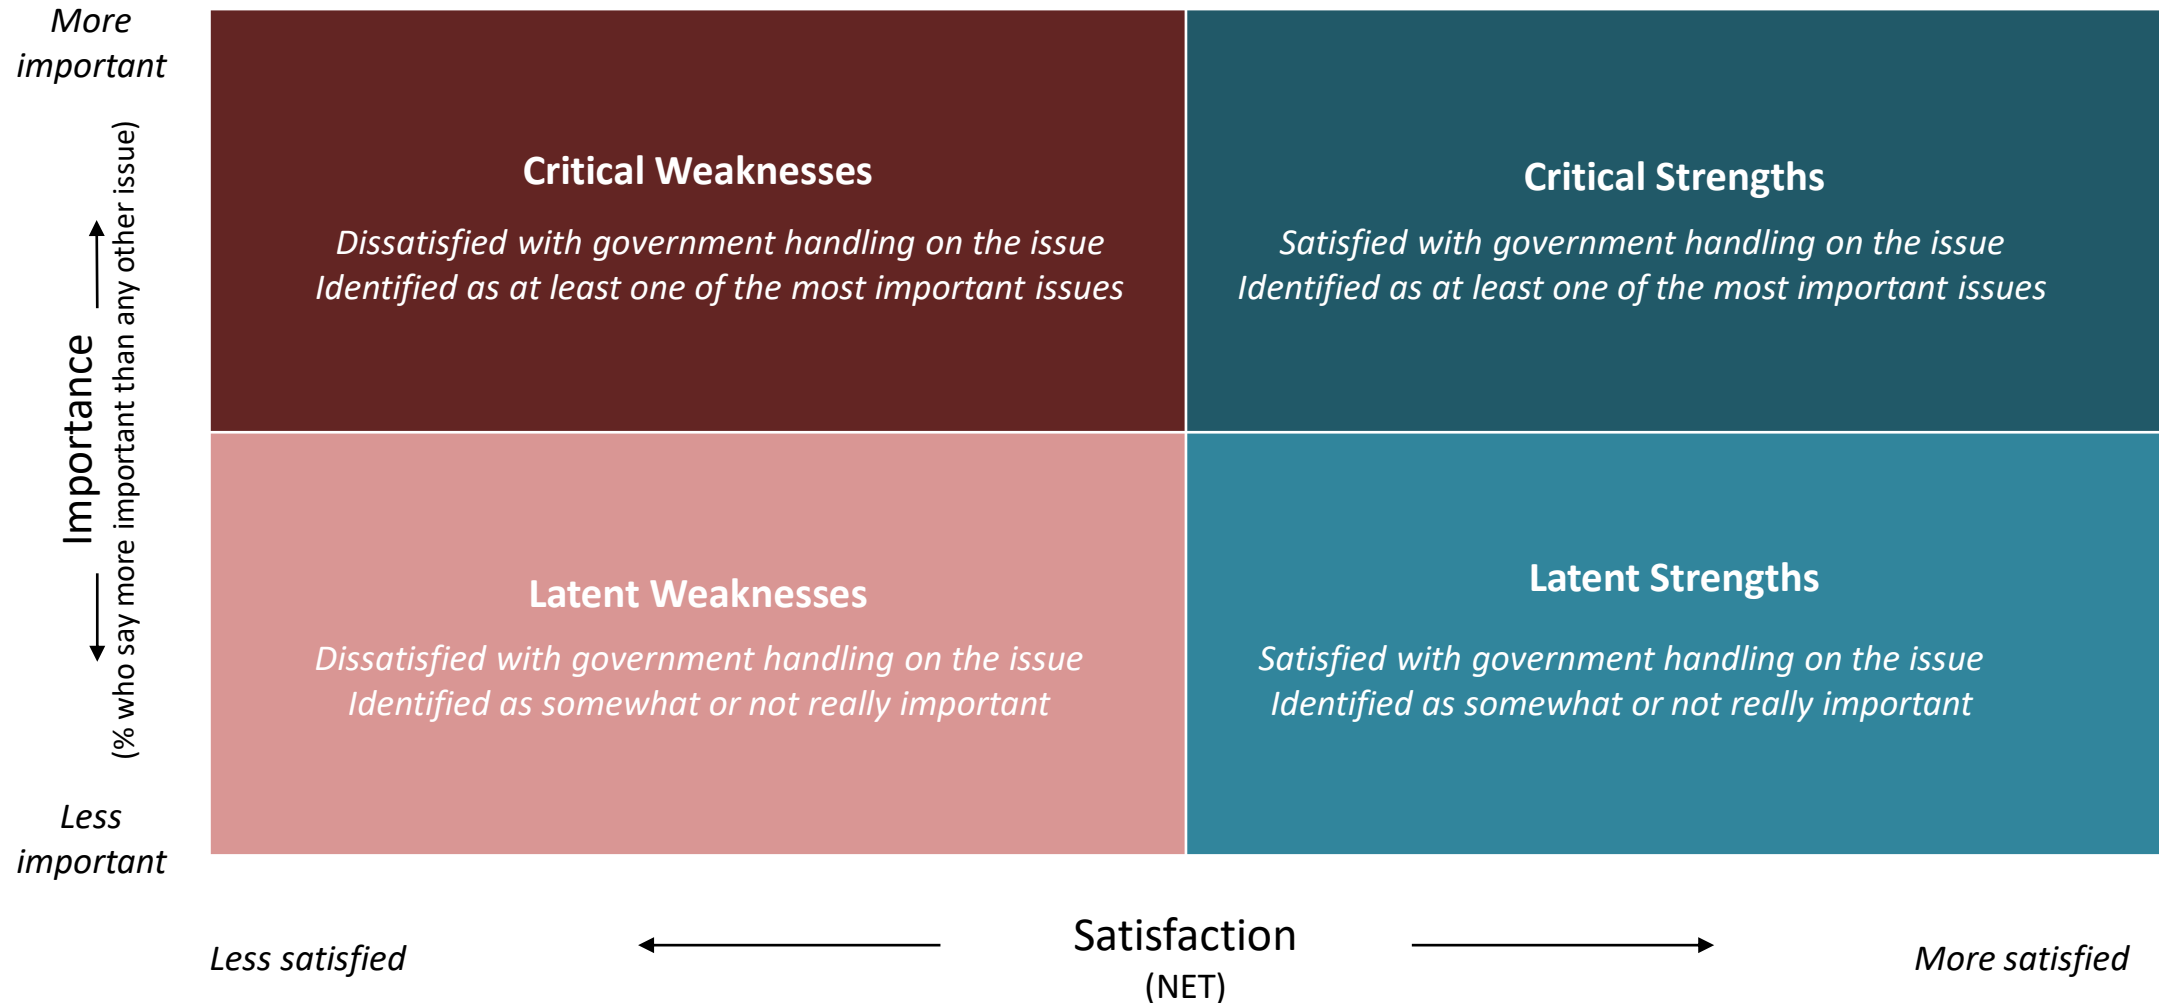 More
important
Importance
(% who say more important than any other issue)
Less
important
Critical Weaknesses
Dissatisfied with government handling on the issue
Identified as at least one of the most important issues
Critical Strengths
Satisfied with government handling on the issue
Identified as at least one of the most important issues
Latent Weaknesses
Dissatisfied with government handling on the issue
Identified as somewhat or not really important
Latent Strengths
Satisfied with government handling on the issue
Identified as somewhat or not really important
Less satisfied
Satisfaction
(NET)
More satisfied